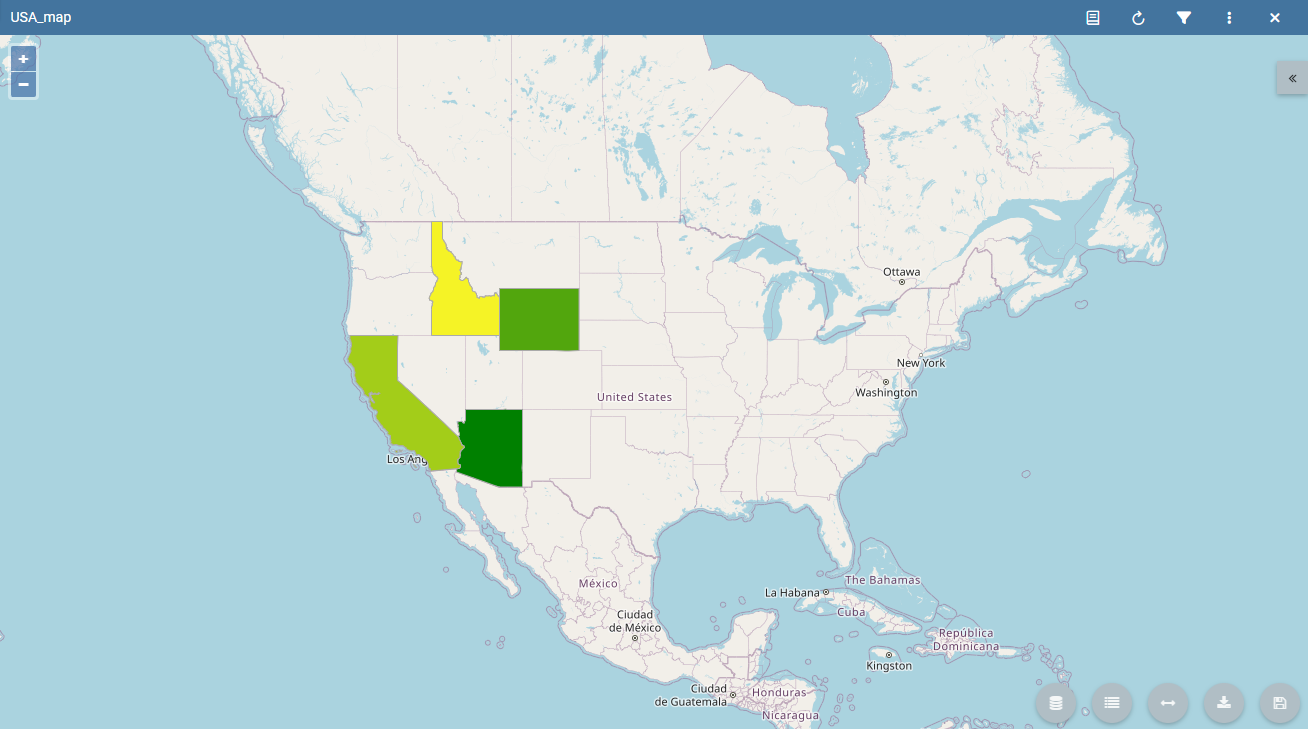 USA_map
+
−
«
Ottawa
New York
Washington
United States
Los Ang
México
The Bahamas
La Habana
Cuba
Ciudad
de México
República
Dominicana
Kingston
Ciudad
de Guatemala
Honduras
Nicaragua